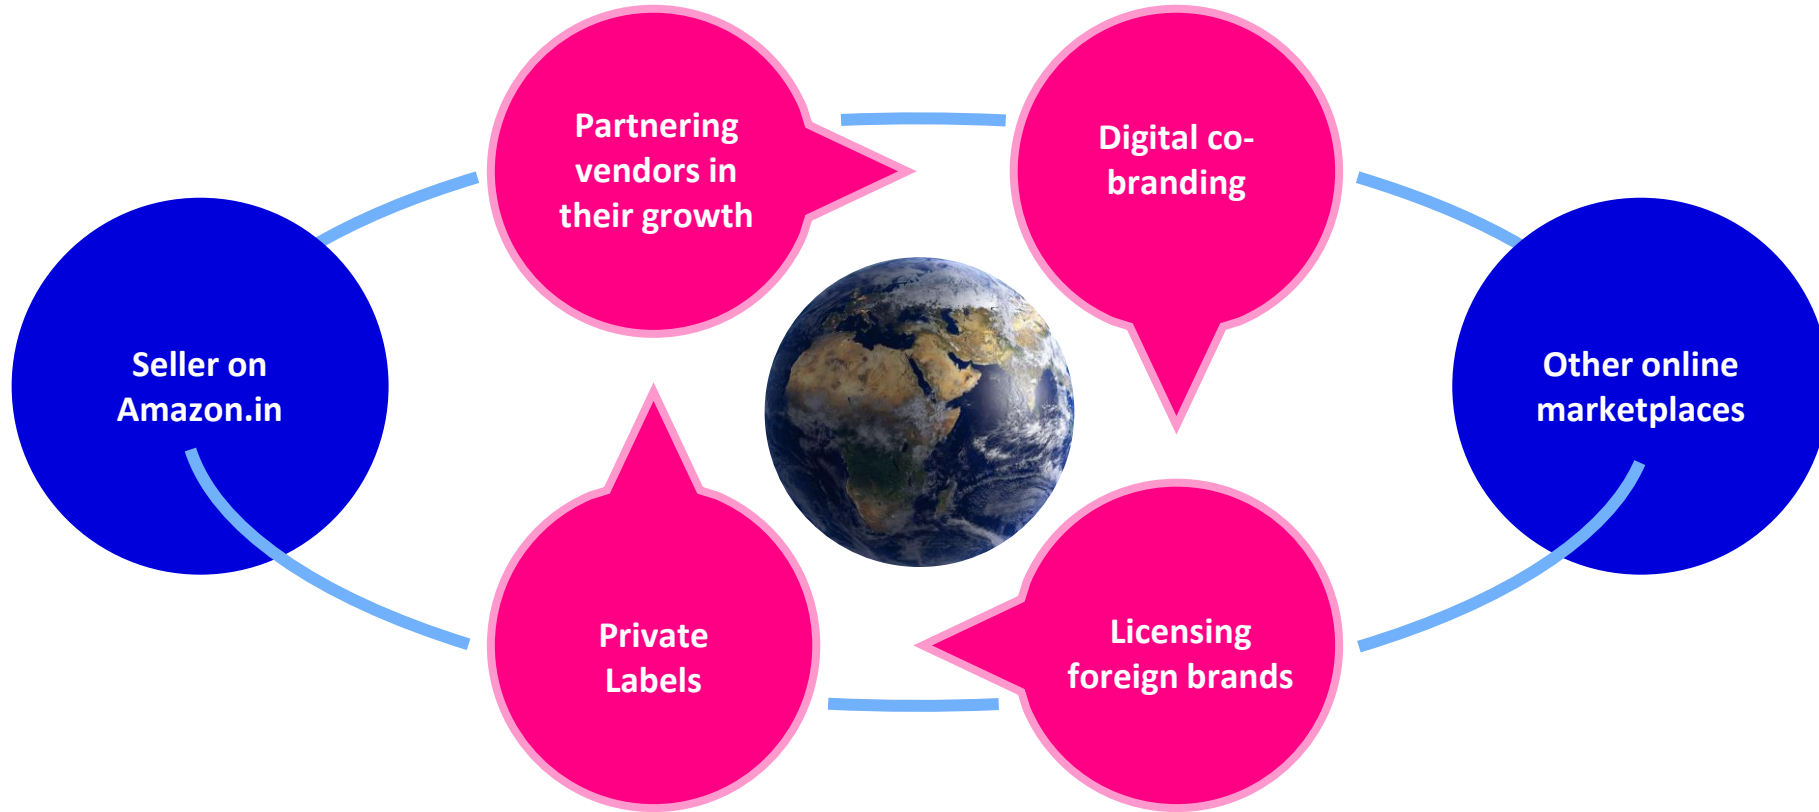 Partnering
vendors in
their growth
Digital co-
branding
Seller on
Amazon.in
Other online
marketplaces
Private
Labels
Licensing
foreign brands